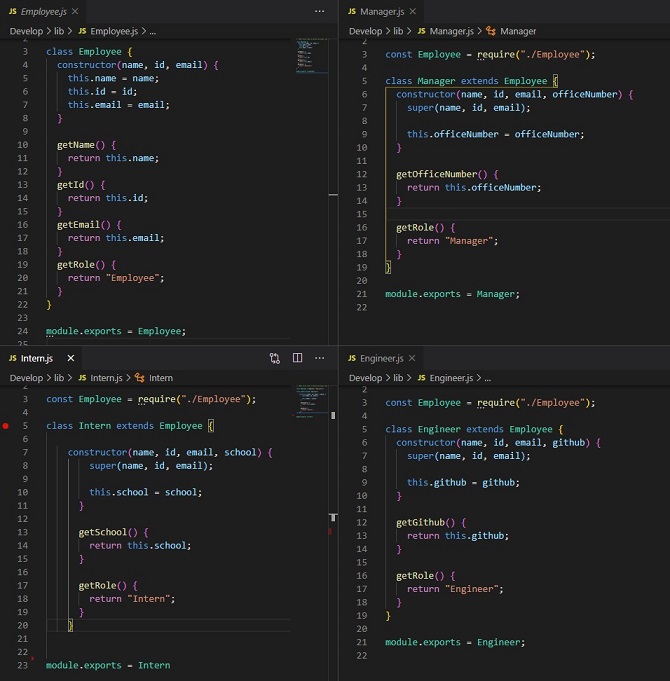 JS Employee.js ×
···
Develop > lib > JS Employee.js > ...
2
3 class Employee {
4 constructor(name, id, email) {
5 this.name = name;
6 this.id = id;
7 this.email = email;
8 }
9
10 getName() {
11 return this.name;
12 }
13 getId() {
14 return this.id;
15 }
16 getEmail() {
17 return this.email;
18 }
19 getRole() {
20 return "Employee";
21 }
22 }
23
24 module.exports = Employee;
25
JS Manager.js ×
Develop > lib > JS Manager.js > Manager
2
3 const Employee = require("./Employee");
4
5 class Manager extends Employee {
6 constructor(name, id, email, officeNumber) {
7 super(name, id, email);
8
9 this.officeNumber = officeNumber;
10 }
11
12 getOfficeNumber() {
13 return this.officeNumber;
14 }
15
16 getRole() {
17 return "Manager";
18 }
19 }
20
21 module.exports = Manager;
22
JS Intern.js ×
···
Develop > lib > JS Intern.js > Intern
2
3 const Employee = require("./Employee");
4
5 class Intern extends Employee {
6
7 constructor(name, id, email, school) {
8 super(name, id, email);
9
10 this.school = school;
11 }
12
13 getSchool() {
14 return this.school;
15 }
16
17 getRole() {
18 return "Intern";
19 }
20 }
21
22
23 module.exports = Intern
JS Engineer.js ×
Develop > lib > JS Engineer.js > ...
2
3 const Employee = require("./Employee");
4
5 class Engineer extends Employee {
6 constructor(name, id, email, github) {
7 super(name, id, email);
8
9 this.github = github;
10 }
11
12 getGithub() {
13 return this.github;
14 }
15
16 getRole() {
17 return "Engineer";
18 }
19 }
20
21 module.exports = Engineer;
22